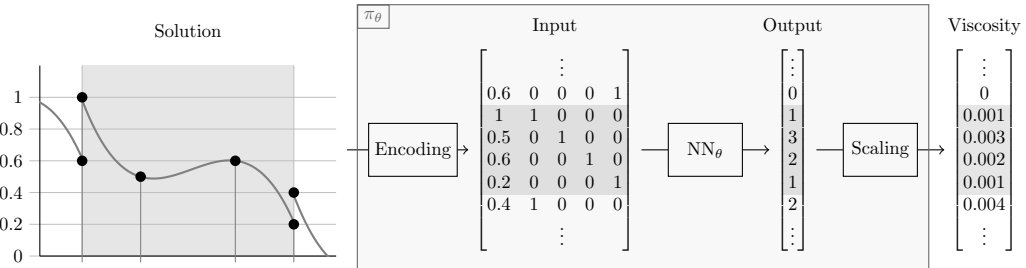 Solution
1
0.8
0.6
0.4
0.2
0
π_θ
Encoding
Input
⋮
0.6 0 0 0 1
1 1 0 0 0
0.5 0 1 0 0
0.6 0 0 1 0
0.2 0 0 0 1
0.4 1 0 0 0
⋮
NN_θ
Output
⋮
0
1
3
2
1
2
⋮
Scaling
Viscosity
⋮
0
0.001
0.003
0.002
0.001
0.004
⋮